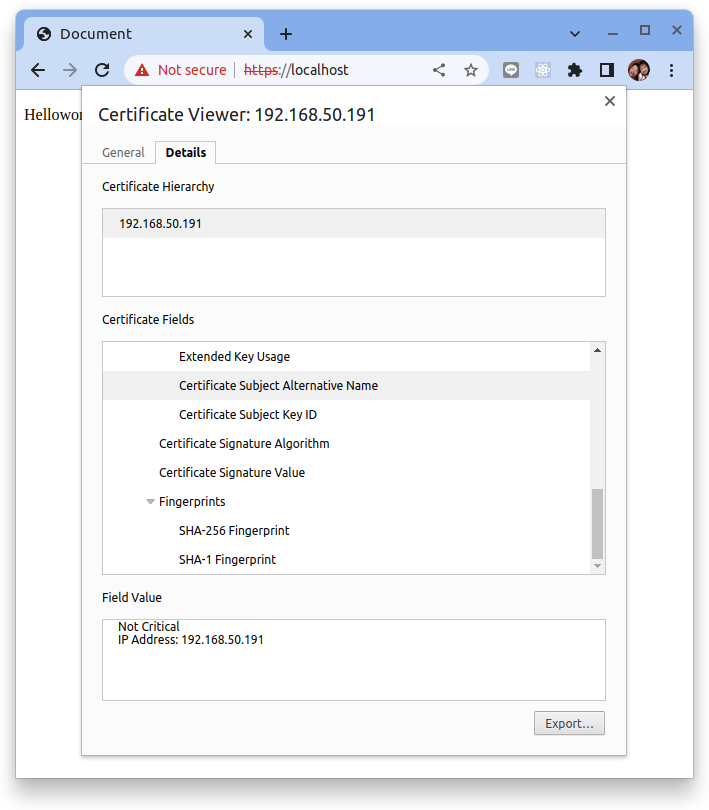 Document
Not secure https://localhost
Certificate Viewer: 192.168.50.191
General Details
Certificate Hierarchy
192.168.50.191
Certificate Fields
Extended Key Usage
Certificate Subject Alternative Name
Certificate Subject Key ID
Certificate Signature Algorithm
Certificate Signature Value
Fingerprints
SHA-256 Fingerprint
SHA-1 Fingerprint
Field Value
Not Critical
IP Address: 192.168.50.191
Export...